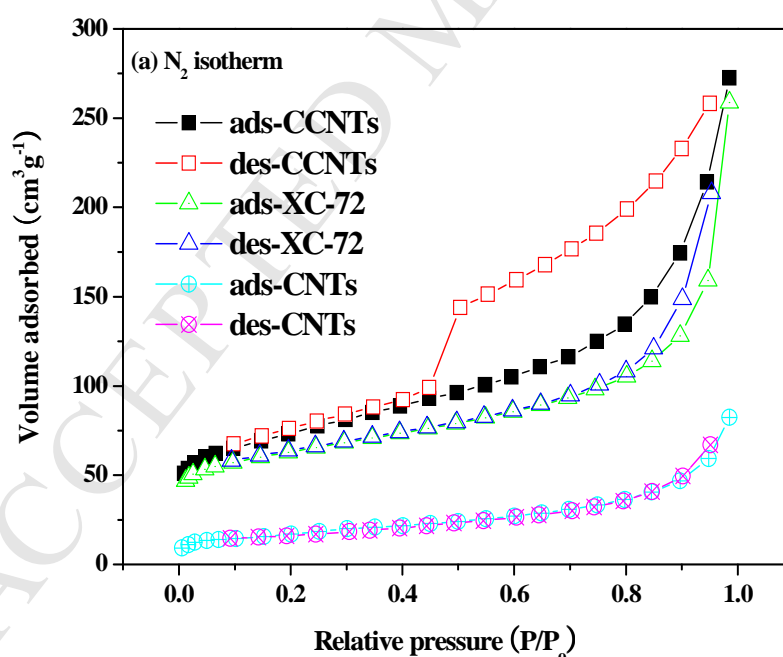 ACCEPTED M
(a) N₂ isotherm
ads-CCNTs
des-CCNTs
ads-XC-72
des-XC-72
ads-CNTs
des-CNTs
Volume adsorbed (cm³g⁻¹)
300
250
200
150
100
50
0
0.0 0.2 0.4 0.6 0.8 1.0
Relative pressure (P/Pₒ)